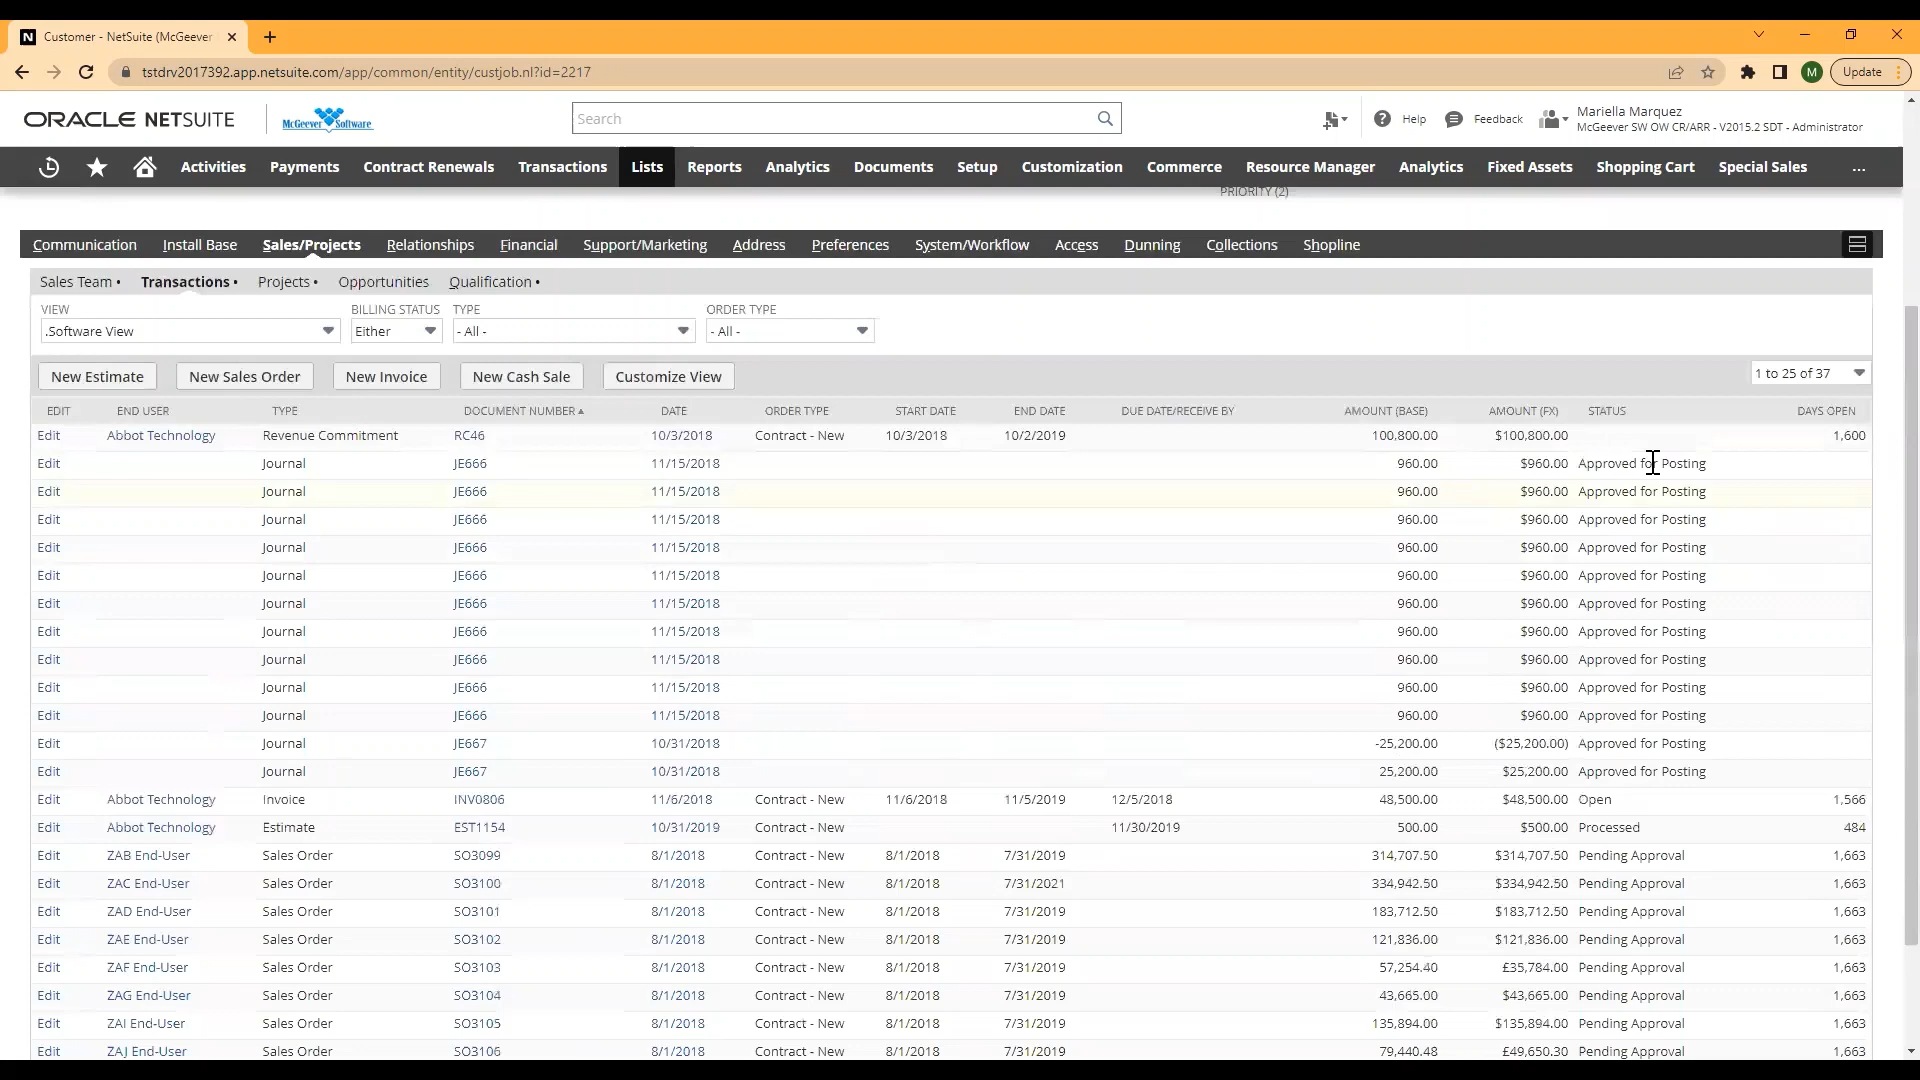 N Customer - NetSuite (McGeever
tstdrv2017392.app.netsuite.com/app/common/entity/custjob.nl?id=2217
M Update
ORACLE NETSUITE McGeever Software Search Help Feedback Mariella Marquez
McGeever SW OW CR/ARR - V2015.2 SDT - Administrator
Activities Payments Contract Renewals Transactions Lists Reports Analytics Documents Setup Customization Commerce Resource Manager Analytics Fixed Assets Shopping Cart Special Sales ...
PRIORITY (2)
Communication Install Base Sales/Projects Relationships Financial Support/Marketing Address Preferences System/Workflow Access Dunning Collections Shopline
Sales Team • Transactions • Projects • Opportunities Qualification •
VIEW BILLING STATUS TYPE ORDER TYPE
.Software View Either - All - - All -
New Estimate New Sales Order New Invoice New Cash Sale Customize View 1 to 25 of 37
EDIT END USER TYPE DOCUMENT NUMBER DATE ORDER TYPE START DATE END DATE DUE DATE/RECEIVE BY AMOUNT (BASE) AMOUNT (FX) STATUS DAYS OPEN
Edit Abbot Technology Revenue Commitment RC46 10/3/2018 Contract - New 10/3/2018 10/2/2019 100,800.00 $100,800.00 1,600
Edit Journal JE666 11/15/2018 960.00 $960.00 Approved for Posting
Edit Journal JE666 11/15/2018 960.00 $960.00 Approved for Posting
Edit Journal JE666 11/15/2018 960.00 $960.00 Approved for Posting
Edit Journal JE666 11/15/2018 960.00 $960.00 Approved for Posting
Edit Journal JE666 11/15/2018 960.00 $960.00 Approved for Posting
Edit Journal JE666 11/15/2018 960.00 $960.00 Approved for Posting
Edit Journal JE666 11/15/2018 960.00 $960.00 Approved for Posting
Edit Journal JE666 11/15/2018 960.00 $960.00 Approved for Posting
Edit Journal JE666 11/15/2018 960.00 $960.00 Approved for Posting
Edit Journal JE666 11/15/2018 960.00 $960.00 Approved for Posting
Edit Journal JE667 10/31/2018 -25,200.00 ($25,200.00) Approved for Posting
Edit Journal JE667 10/31/2018 25,200.00 $25,200.00 Approved for Posting
Edit Abbot Technology Invoice INV0806 11/6/2018 Contract - New 11/6/2018 11/5/2019 12/5/2018 48,500.00 $48,500.00 Open 1,566
Edit Abbot Technology Estimate EST1154 10/31/2019 Contract - New 11/30/2019 500.00 $500.00 Processed 484
Edit ZAB End-User Sales Order SO3099 8/1/2018 Contract - New 8/1/2018 7/31/2019 314,707.50 $314,707.50 Pending Approval 1,663
Edit ZAC End-User Sales Order SO3100 8/1/2018 Contract - New 8/1/2018 7/31/2021 334,942.50 $334,942.50 Pending Approval 1,663
Edit ZAD End-User Sales Order SO3101 8/1/2018 Contract - New 8/1/2018 7/31/2019 183,712.50 $183,712.50 Pending Approval 1,663
Edit ZAE End-User Sales Order SO3102 8/1/2018 Contract - New 8/1/2018 7/31/2019 121,836.00 $121,836.00 Pending Approval 1,663
Edit ZAF End-User Sales Order SO3103 8/1/2018 Contract - New 8/1/2018 7/31/2019 57,254.40 £35,784.00 Pending Approval 1,663
Edit ZAG End-User Sales Order SO3104 8/1/2018 Contract - New 8/1/2018 7/31/2019 43,665.00 $43,665.00 Pending Approval 1,663
Edit ZAI End-User Sales Order SO3105 8/1/2018 Contract - New 8/1/2018 7/31/2019 135,894.00 $135,894.00 Pending Approval 1,663
Edit ZAJ End-User Sales Order SO3106 8/1/2018 Contract - New 8/1/2018 7/31/2019 79,440.48 £49,650.30 Pending Approval 1,663